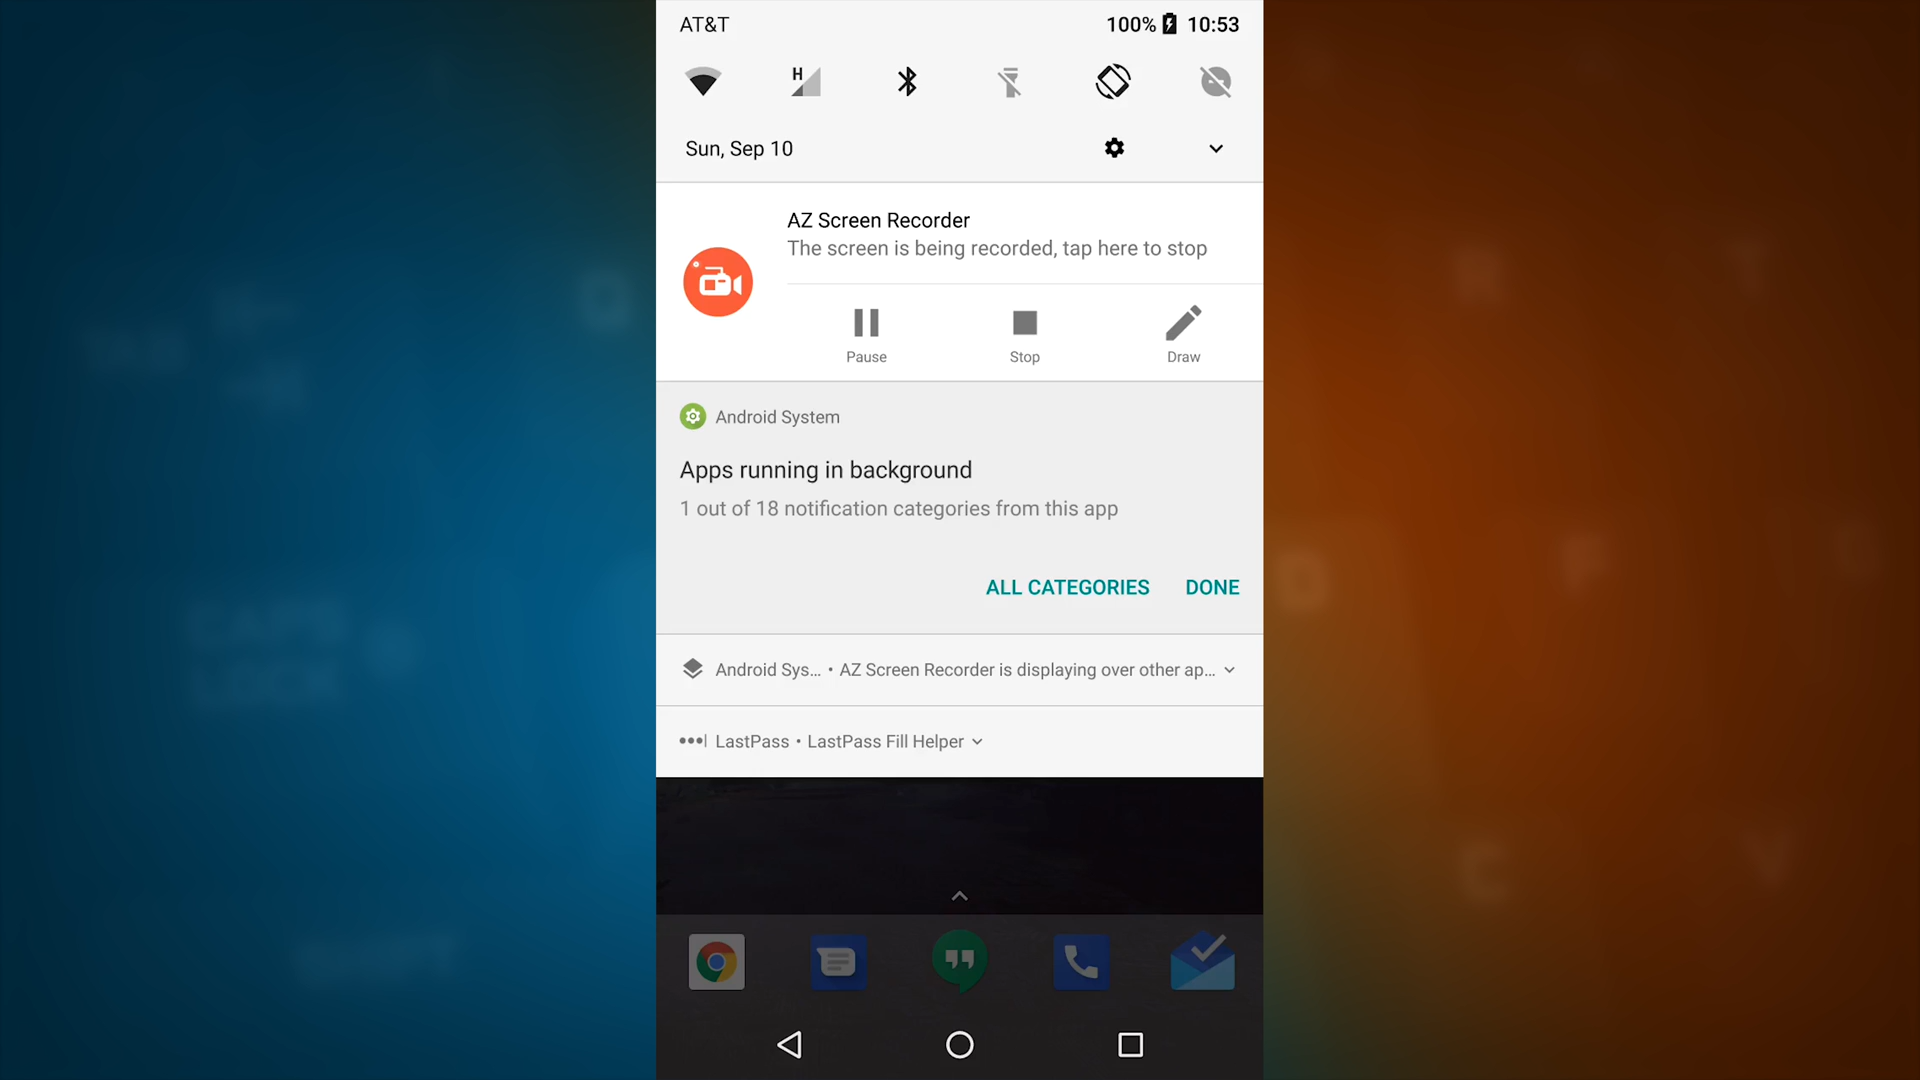 AT&T
100% 10:53
H
Sun, Sep 10
AZ Screen Recorder
The screen is being recorded, tap here to stop
Pause Stop Draw
Android System
Apps running in background
1 out of 18 notification categories from this app
ALL CATEGORIES DONE
Android Sys... • AZ Screen Recorder is displaying over other ap...
LastPass • LastPass Fill Helper
CAPS
LOCK